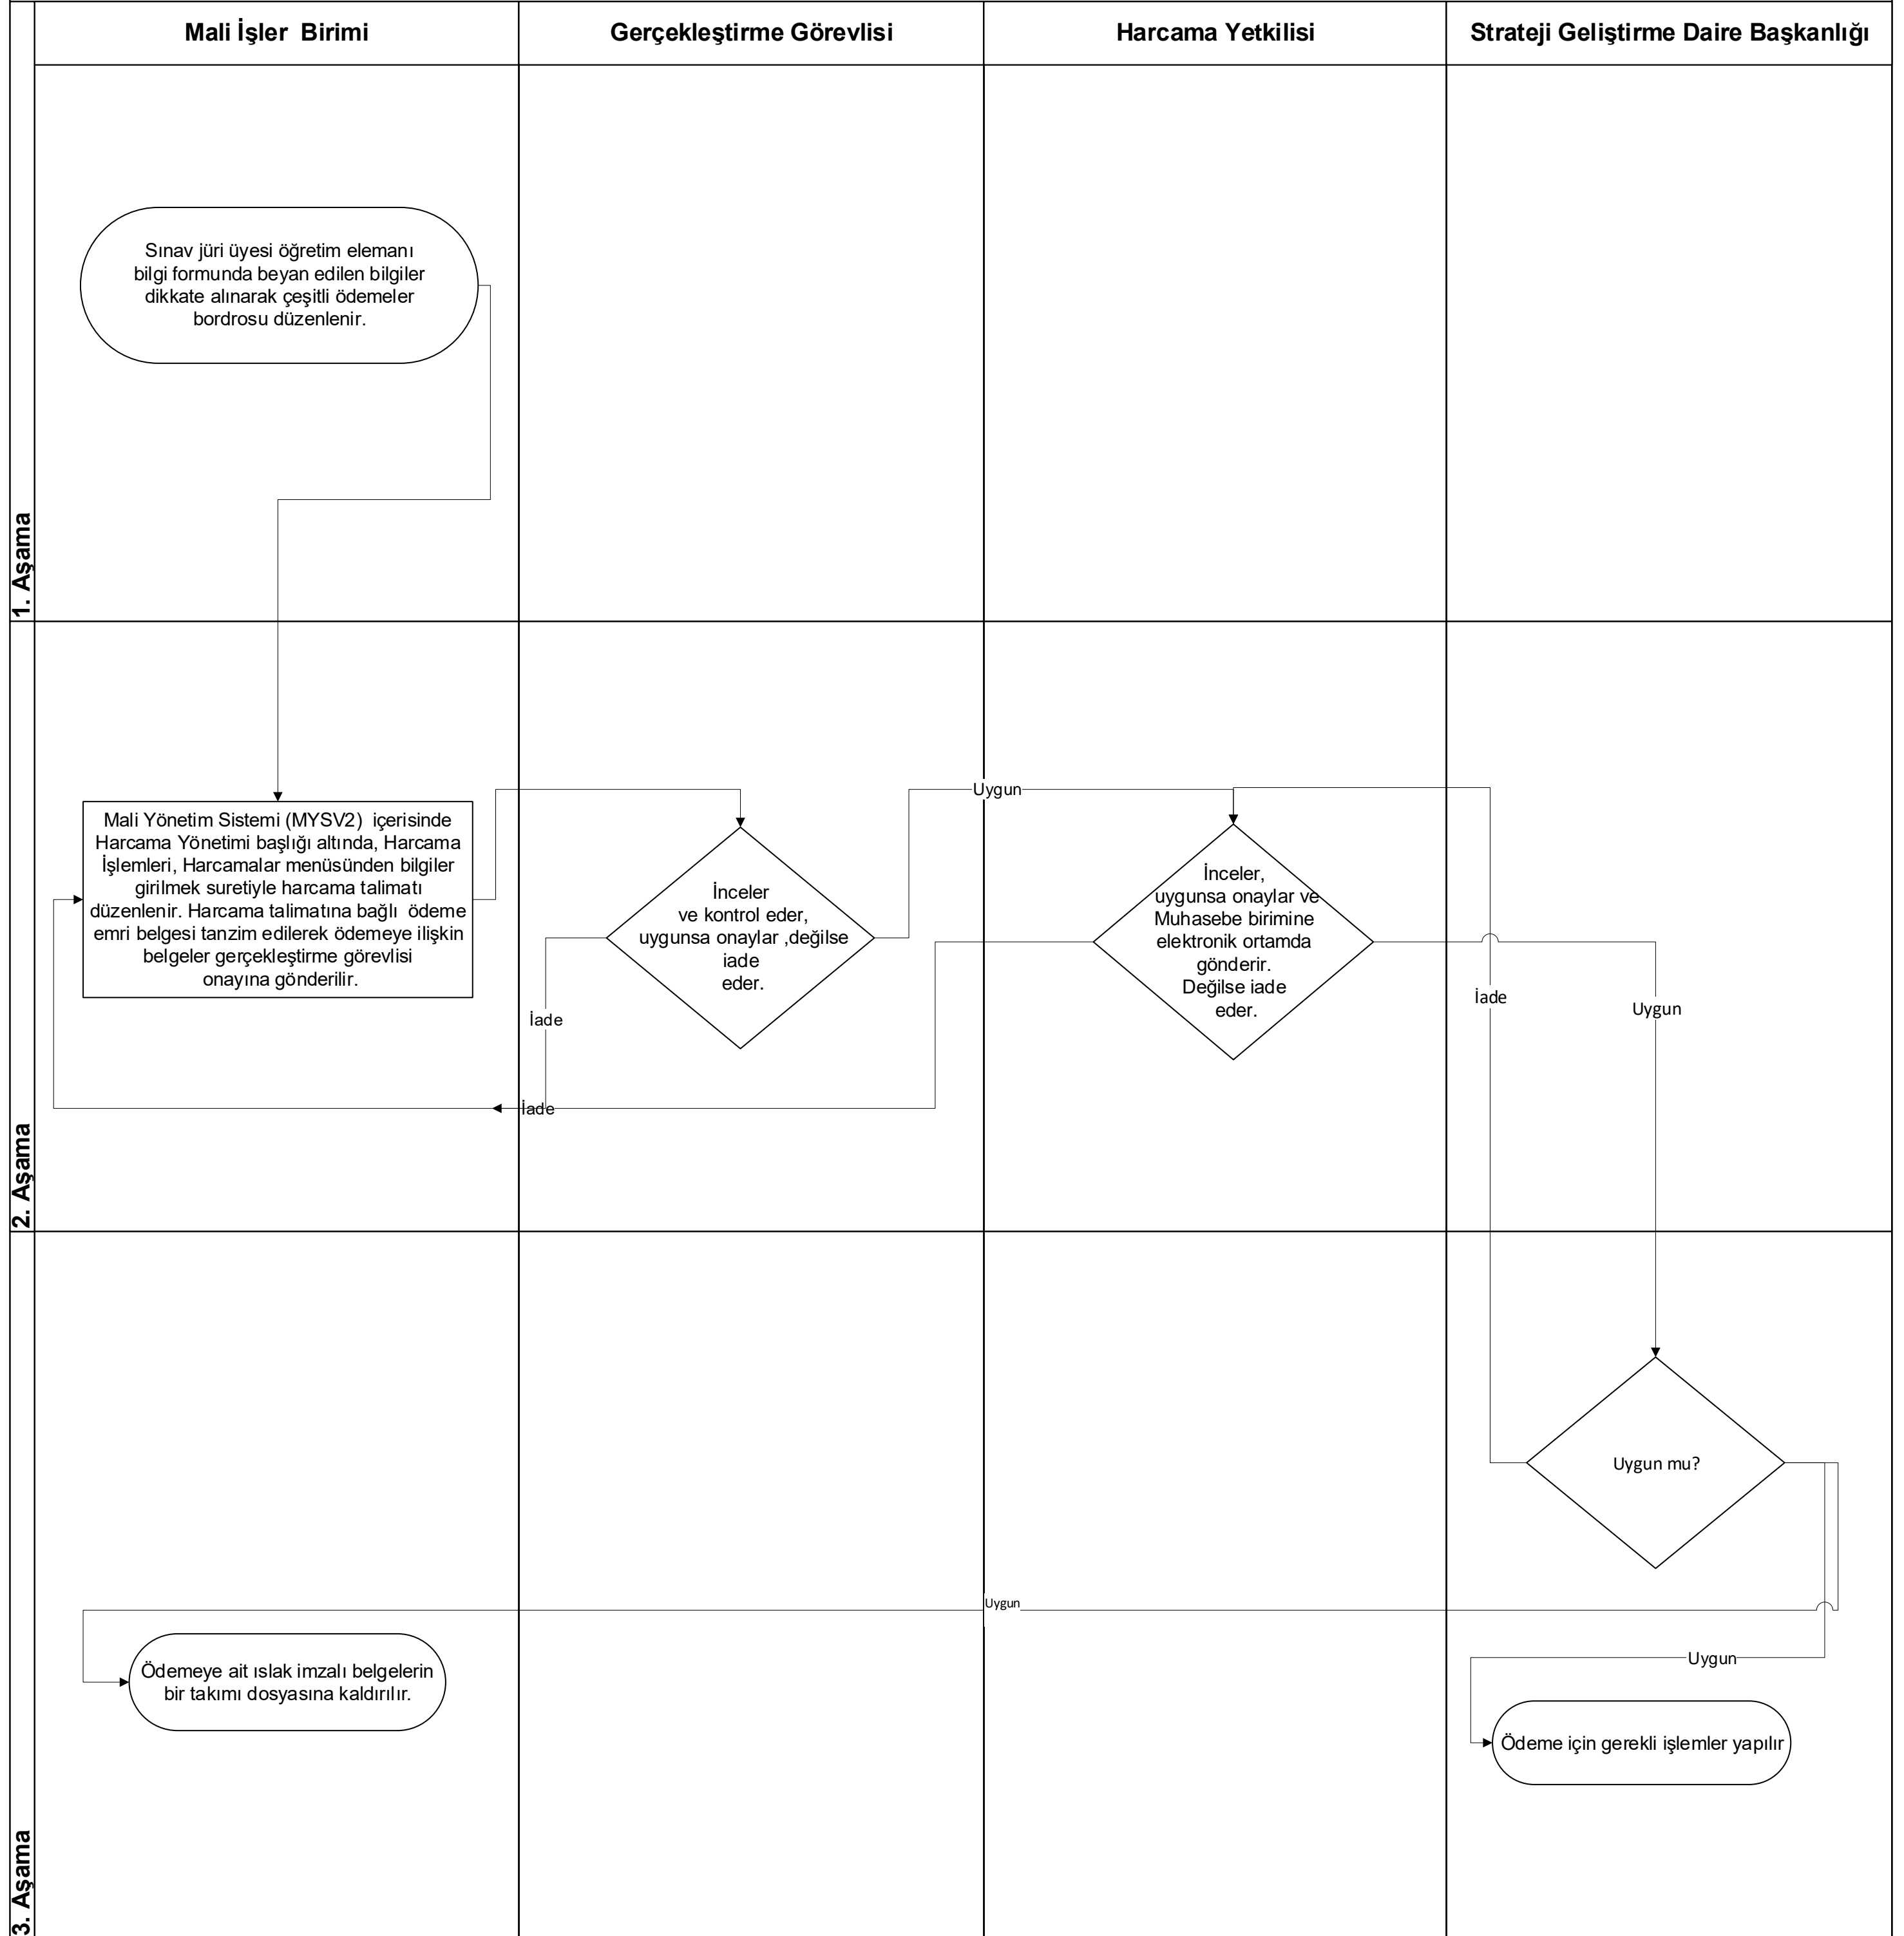 Mali İşler  Birimi
Gerçekleştirme Görevlisi
Harcama Yetkilisi
Strateji Geliştirme Daire Başkanlığı
1. Aşama
Sınav jüri üyesi öğretim elemanı
bilgi formunda beyan edilen bilgiler
dikkate alınarak çeşitli ödemeler
bordrosu düzenlenir.
2. Aşama
Mali Yönetim Sistemi (MYSV2)  içerisinde
Harcama Yönetimi başlığı altında, Harcama
İşlemleri, Harcamalar menüsünden bilgiler
girilmek suretiyle harcama talimatı
düzenlenir. Harcama talimatına bağlı  ödeme
emri belgesi tanzim edilerek ödemeye ilişkin
belgeler gerçekleştirme görevlisi
onayına gönderilir.
İnceler
ve kontrol eder,
uygunsa onaylar ,değilse
iade
eder.
İade
İade
Uygun
İnceler,
uygunsa onaylar ve
Muhasebe birimine
elektronik ortamda
gönderir.
Değilse iade
eder.
İade
Uygun
3. Aşama
Uygun mu?
Uygun
Uygun
Ödemeye ait ıslak imzalı belgelerin
bir takımı dosyasına kaldırılır.
Ödeme için gerekli işlemler yapılır